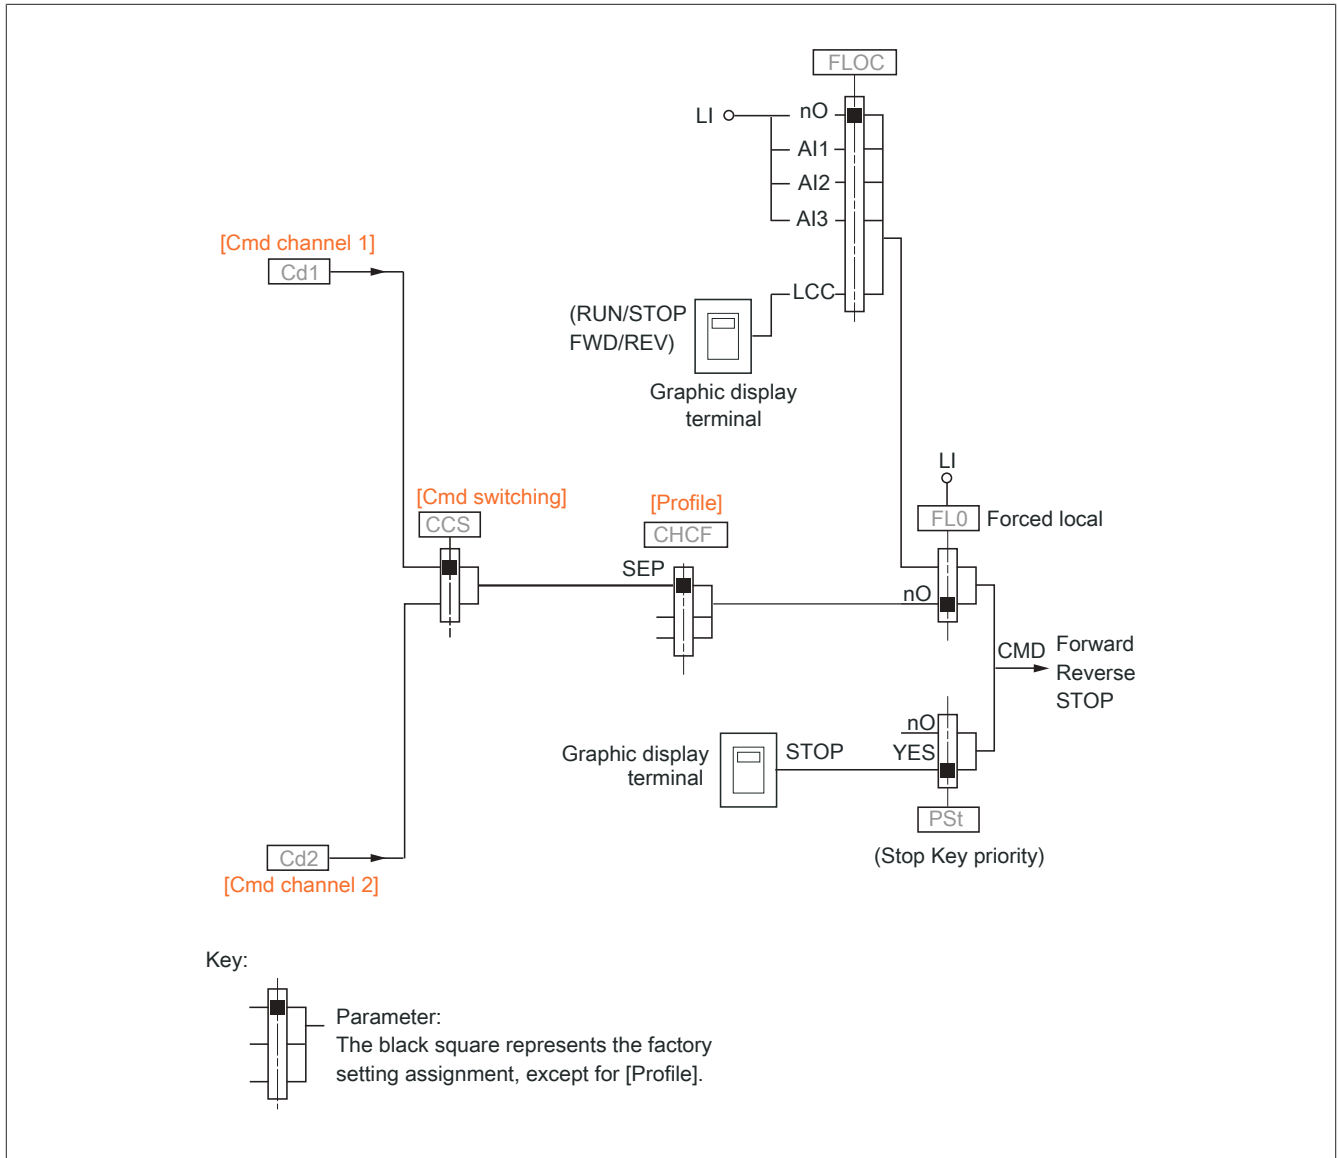 FLOC
LI
nO
AI1
AI2
AI3
LCC
[Cmd channel 1]
Cd1
(RUN/STOP
FWD/REV)
Graphic display
terminal
[Cmd switching]
CCS
[Profile]
CHCF
SEP
LI
FL0
Forced local
nO
CMD
Forward
Reverse
STOP
nO
YES
Graphic display
terminal
STOP
PSt
(Stop Key priority)
Cd2
[Cmd channel 2]
Key:
Parameter:
The black square represents the factory
setting assignment, except for [Profile].